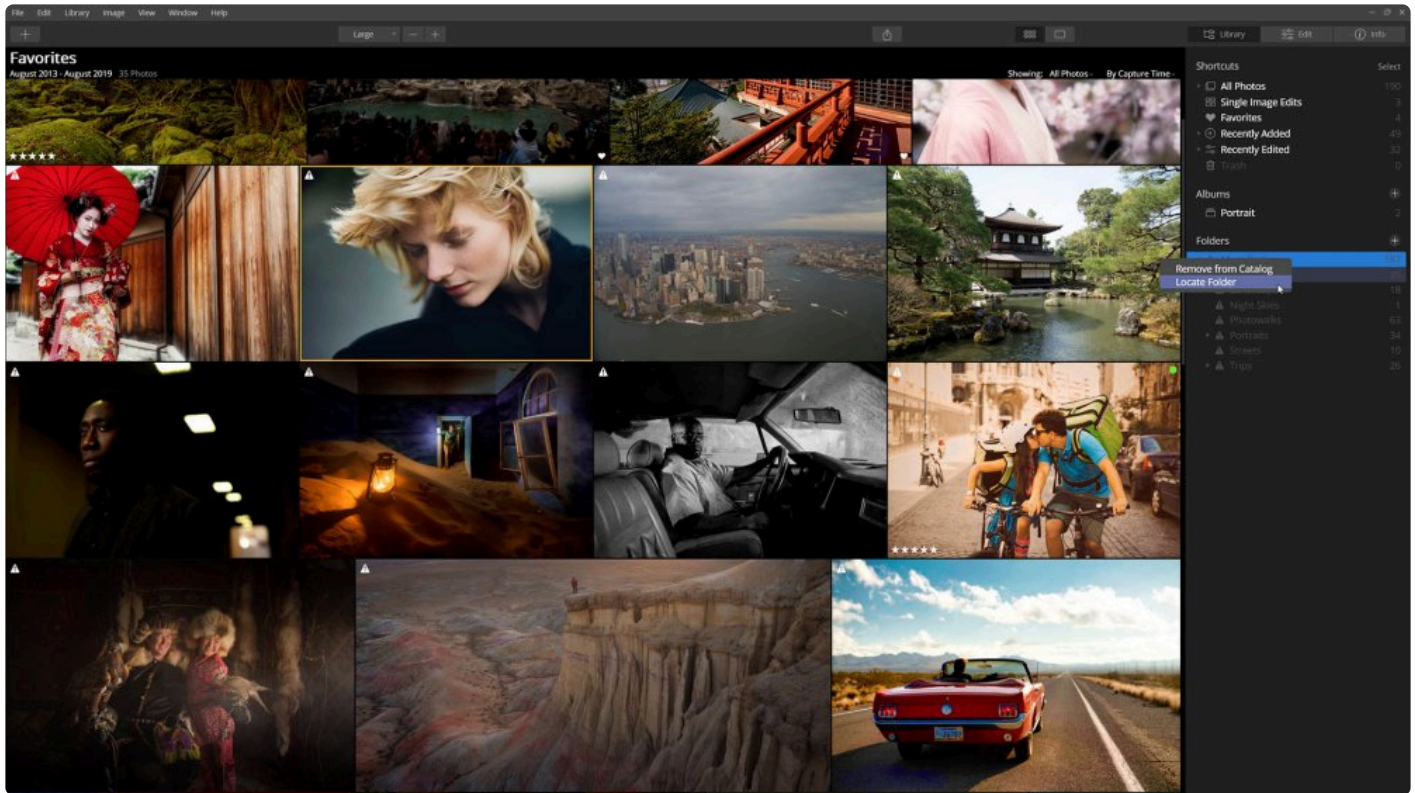 File Edit Library Image View Window Help
Large
Library Edit Info
Favorites
August 2013 - August 2019 35 Photos
Showing: All Photos By Capture Time
Shortcuts Select
All Photos 190
Single Image Edits 3
Favorites 4
Recently Added 49
Recently Edited 32
Trash 0
Albums
Portrait 2
Folders
Remove from Catalog
Locate Folder
18
Night Skies 1
Photowalks 63
Portraits 34
Streets 10
Trips 26